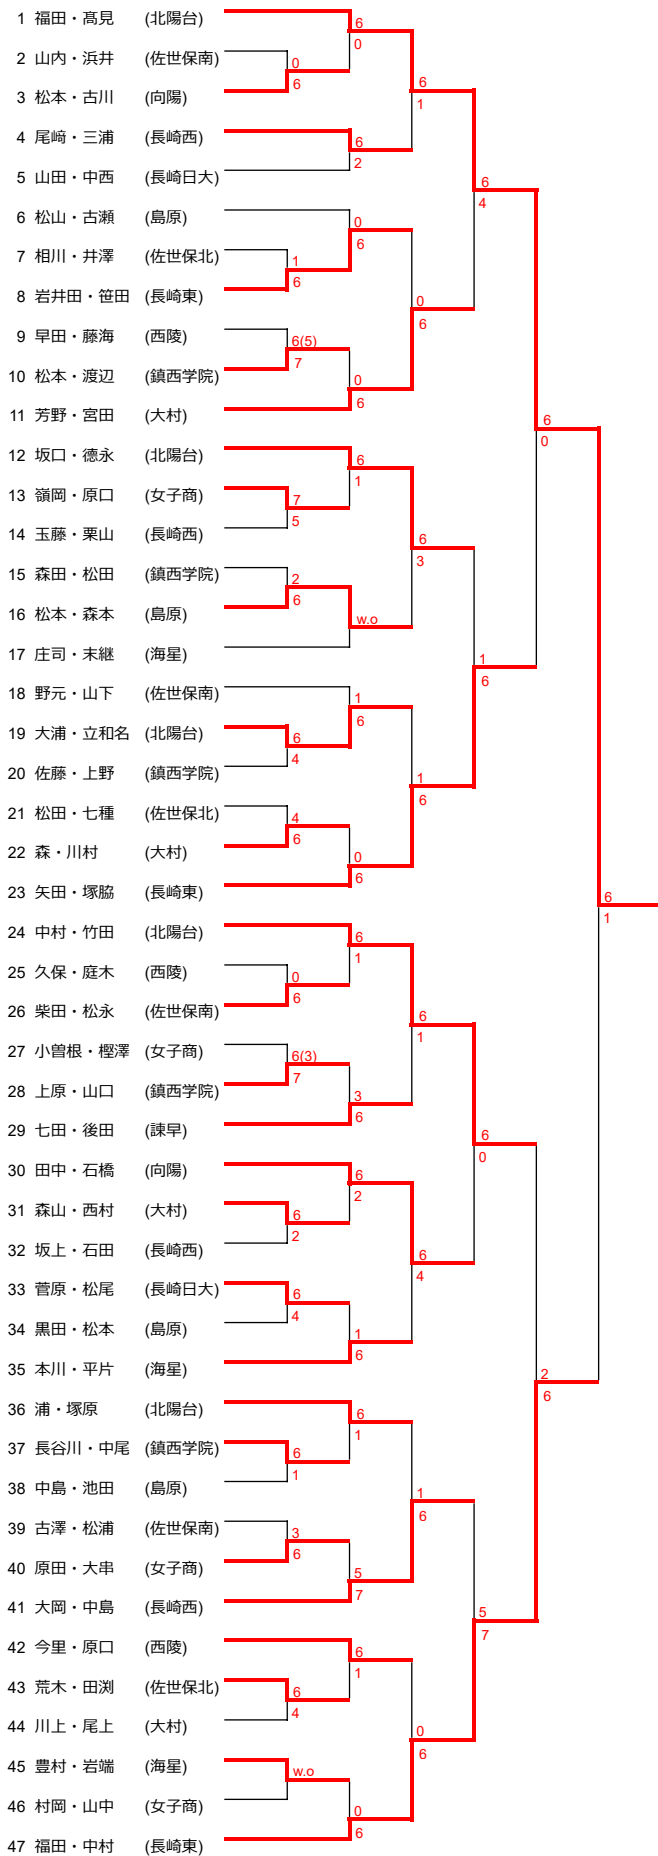 1 福田・髙見 (北陽台)
6
0
2 山内・浜井 (佐世保南)
0
6
6
1
3 松本・古川 (向陽)
4 尾﨑・三浦 (長崎西)
6
2
5 山田・中西 (長崎日大)
6
4
6 松山・古瀬 (島原)
0
6
7 相川・井澤 (佐世保北)
1
6
8 岩井田・笹田 (長崎東)
0
6
9 早田・藤海 (西陵)
6(5)
7
10 松本・渡辺 (鎮西学院)
0
6
11 芳野・宮田 (大村)
6
0
12 坂口・德永 (北陽台)
6
1
13 嶺岡・原口 (女子商)
7
5
14 玉藤・栗山 (長崎西)
6
3
15 森田・松田 (鎮西学院)
2
6
16 松本・森本 (島原)
w.o
17 庄司・末継 (海星)
1
6
18 野元・山下 (佐世保南)
1
6
19 大浦・立和名 (北陽台)
6
4
20 佐藤・上野 (鎮西学院)
1
6
21 松田・七種 (佐世保北)
4
6
22 森・川村 (大村)
0
6
23 矢田・塚脇 (長崎東)
6
1
24 中村・竹田 (北陽台)
6
1
25 久保・庭木 (西陵)
0
6
26 柴田・松永 (佐世保南)
6
1
27 小曽根・樫澤 (女子商)
6(3)
7
28 上原・山口 (鎮西学院)
3
6
29 七田・後田 (諫早)
6
0
30 田中・石橋 (向陽)
6
2
31 森山・西村 (大村)
6
2
32 坂上・石田 (長崎西)
6
4
33 菅原・松尾 (長崎日大)
6
4
34 黒田・松本 (島原)
1
6
35 本川・平片 (海星)
2
6
36 浦・塚原 (北陽台)
6
1
37 長谷川・中尾 (鎮西学院)
6
1
38 中島・池田 (島原)
1
6
39 古澤・松浦 (佐世保南)
3
6
40 原田・大串 (女子商)
5
7
41 大岡・中島 (長崎西)
5
7
42 今里・原口 (西陵)
6
1
43 荒木・田渕 (佐世保北)
6
4
44 川上・尾上 (大村)
0
6
45 豊村・岩端 (海星)
w.o
46 村岡・山中 (女子商)
0
6
47 福田・中村 (長崎東)